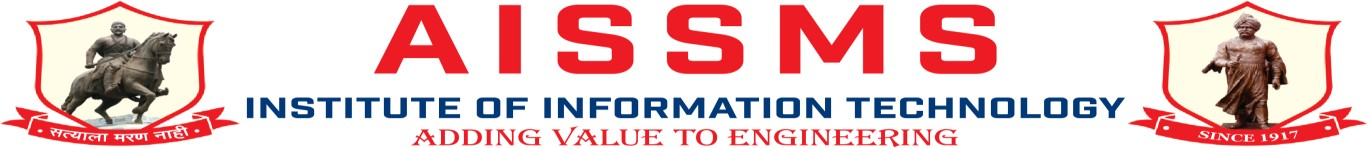 AISSMS
INSTITUTE OF INFORMATION TECHNOLOGY
ADDING VALUE TO ENGINEERING
सत्याला मरण नाही
SINCE 1917